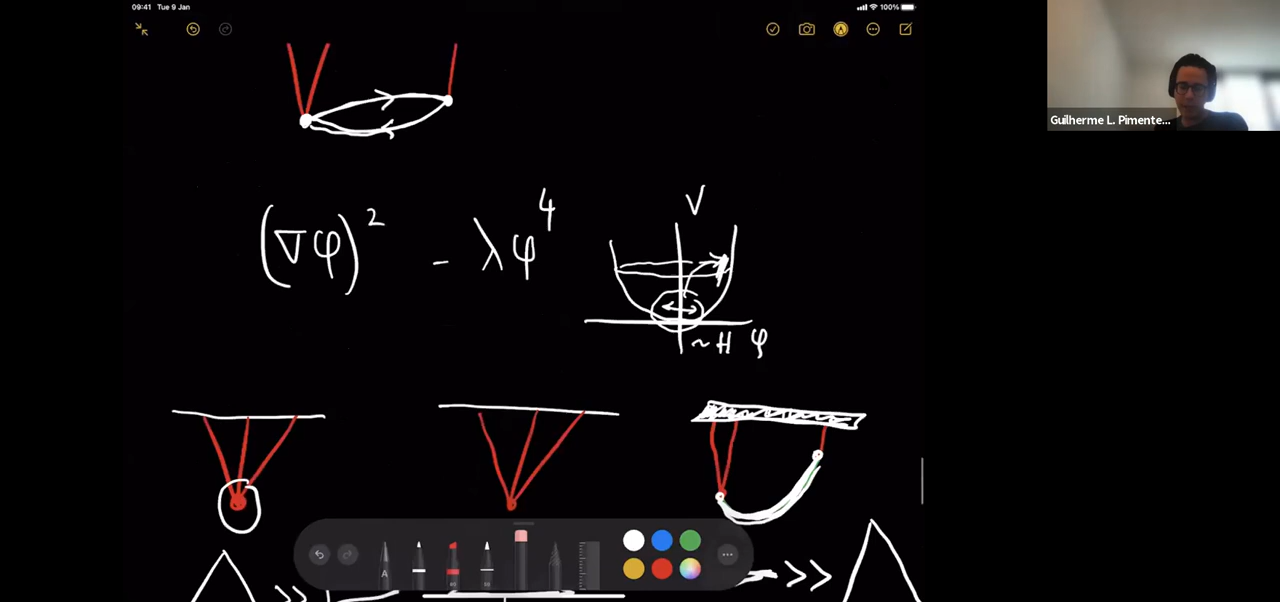 09:41 Tue 9 Jan
100%
Guilherme L. Pimente...
V
(∇φ)² - λφ⁴
~ H φ
>>
>>
A